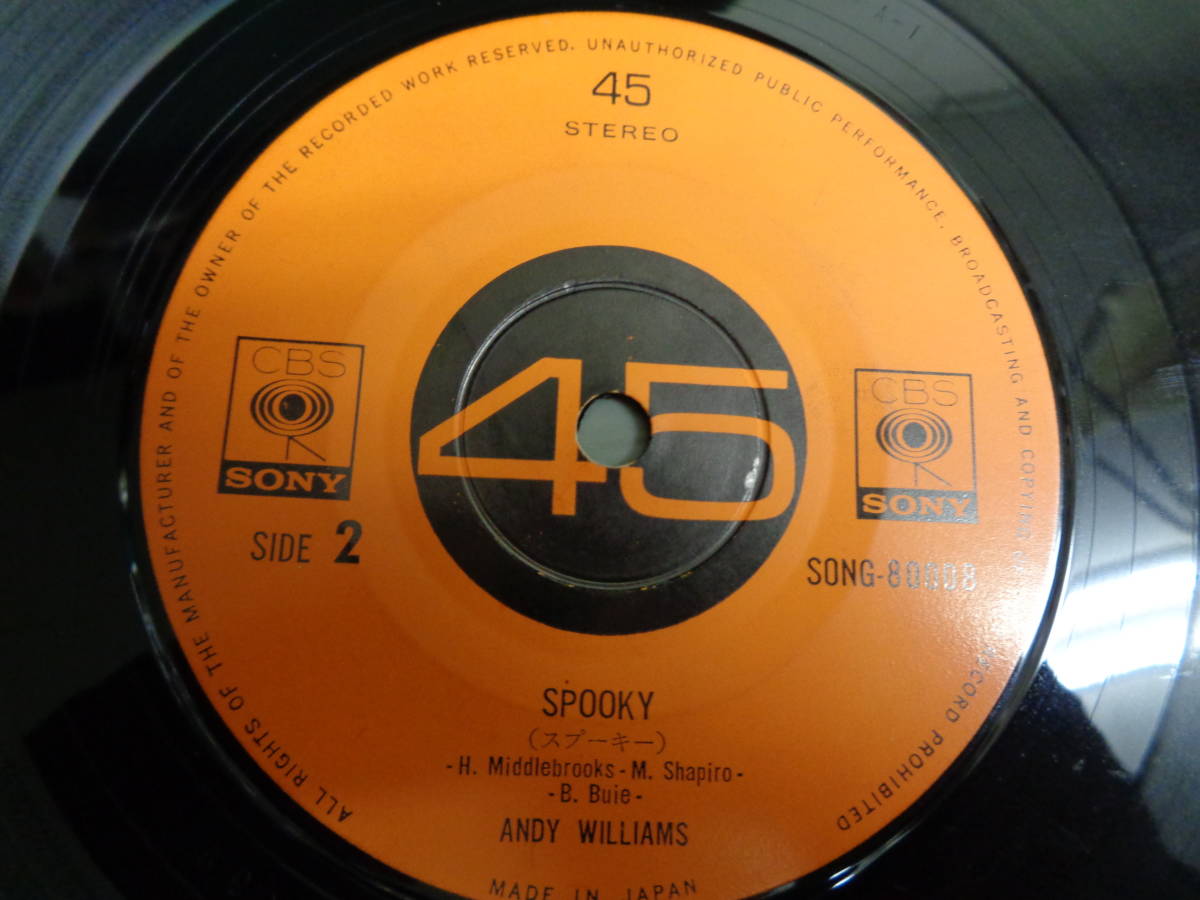 ALL RIGHTS OF THE MANUFACTURER AND OF THE OWNER OF THE RECORDED WORK RESERVED. UNAUTHORIZED PUBLIC PERFORMANCE, BROADCASTING AND COPYING OF RECORD PROHIBITED
A-1
45
STEREO
45
CBS
SONY
CBS
SONY
SIDE 2
SONG-80008
SPOOKY
(スプーキー)
-H. Middlebrooks-M. Shapiro-
-B. Buie-
ANDY WILLIAMS
MADE IN JAPAN